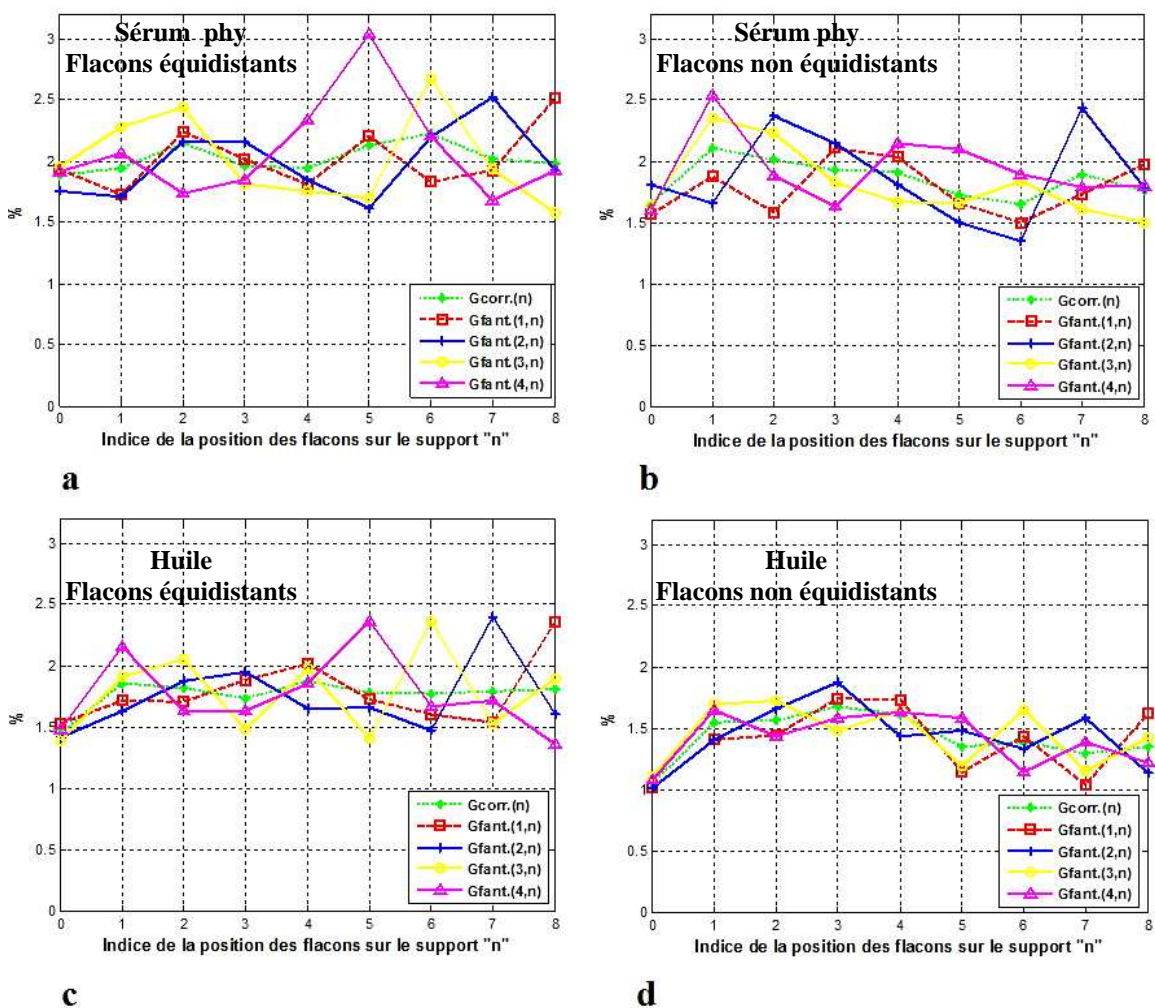 Sérum phy
Flacons équidistants
3
2.5
2
1.5
1
0.5
0
%
Gcorr.(n)
Gfant.(1,n)
Gfant.(2,n)
Gfant.(3,n)
Gfant.(4,n)
0 1 2 3 4 5 6 7 8
Indice de la position des flacons sur le support "n"
a
Sérum phy
Flacons non équidistants
3
2.5
2
1.5
1
0.5
0
%
Gcorr.(n)
Gfant.(1,n)
Gfant.(2,n)
Gfant.(3,n)
Gfant.(4,n)
0 1 2 3 4 5 6 7 8
Indice de la position des flacons sur le support "n"
b
Huile
Flacons équidistants
3
2.5
2
1.5
1
0.5
0
%
Gcorr.(n)
Gfant.(1,n)
Gfant.(2,n)
Gfant.(3,n)
Gfant.(4,n)
0 1 2 3 4 5 6 7 8
Indice de la position des flacons sur le support "n"
c
Huile
Flacons non équidistants
3
2.5
2
1.5
1
0.5
0
%
Gcorr.(n)
Gfant.(1,n)
Gfant.(2,n)
Gfant.(3,n)
Gfant.(4,n)
0 1 2 3 4 5 6 7 8
Indice de la position des flacons sur le support "n"
d